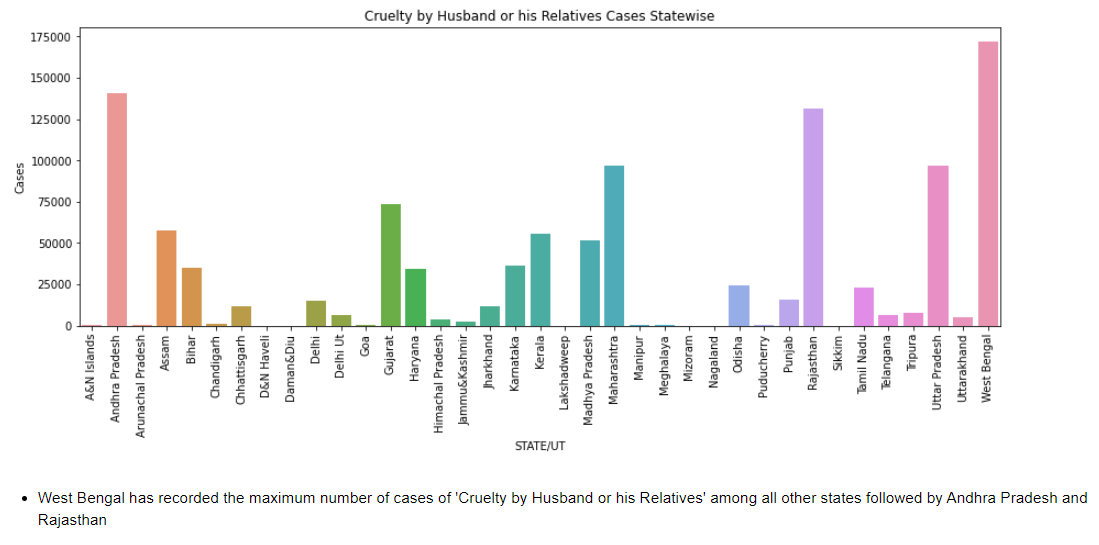 Cruelty by Husband or his Relatives Cases Statewise
175000
150000
125000
100000
75000
50000
25000
0
Cases
A&N Islands
Andhra Pradesh
Arunachal Pradesh
Assam
Bihar
Chandigarh
Chhattisgarh
D&N Haveli
Daman&Diu
Delhi
Delhi Ut
Goa
Gujarat
Haryana
Himachal Pradesh
Jammu&Kashmir
Jharkhand
Karnataka
Kerala
Lakshadweep
Madhya Pradesh
Maharashtra
Manipur
Meghalaya
Mizoram
Nagaland
Odisha
Puducherry
Punjab
Rajasthan
Sikkim
Tamil Nadu
Telangana
Tripura
Uttar Pradesh
Uttarakhand
West Bengal
STATE/UT
• West Bengal has recorded the maximum number of cases of 'Cruelty by Husband or his Relatives' among all other states followed by Andhra Pradesh and
Rajasthan